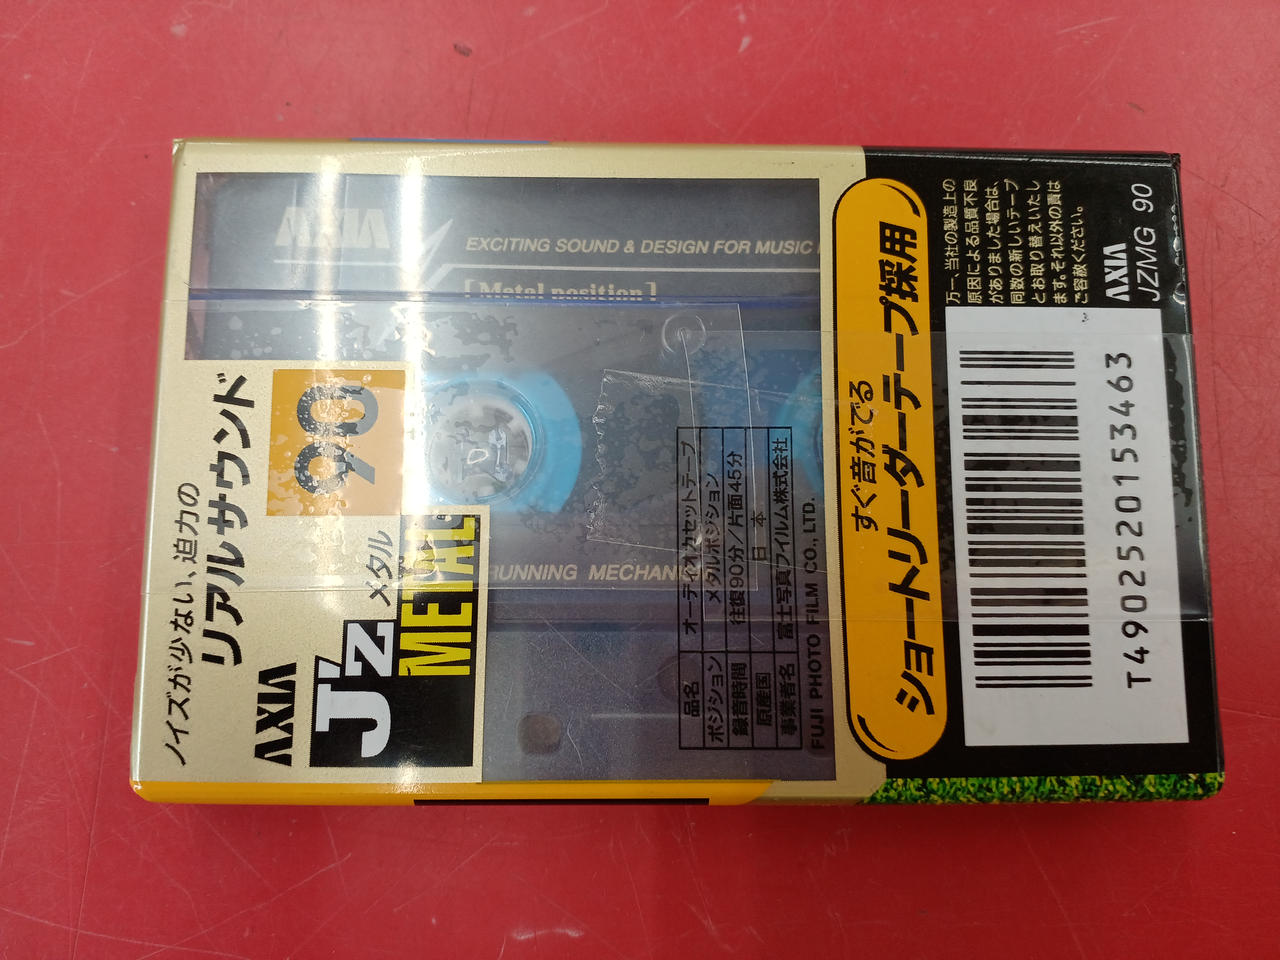 ノイズが少ない、迫力の
リアルサウンド
AXIA
J'z
メタル
METAL
90
AXIA
EXCITING SOUND & DESIGN FOR MUSIC
[Metal position]
RUNNING MECHANI
品名 オーディオカセットテープ
ポジション メタルポジション
録音時間 往復90分/片面45分
原産国 日本
事業者名 富士写真フイルム株式会社
FUJI PHOTO FILM CO., LTD.
すぐ音がでる
ショートリーダーテープ採用
万一、当社の製造上の
原因による品質不良
がありました場合は、
同数の新しいテープ
とお取り替えいたし
ます。それ以外の責は
ご容赦ください。
AXIA
JZMG 90
T4902520153463